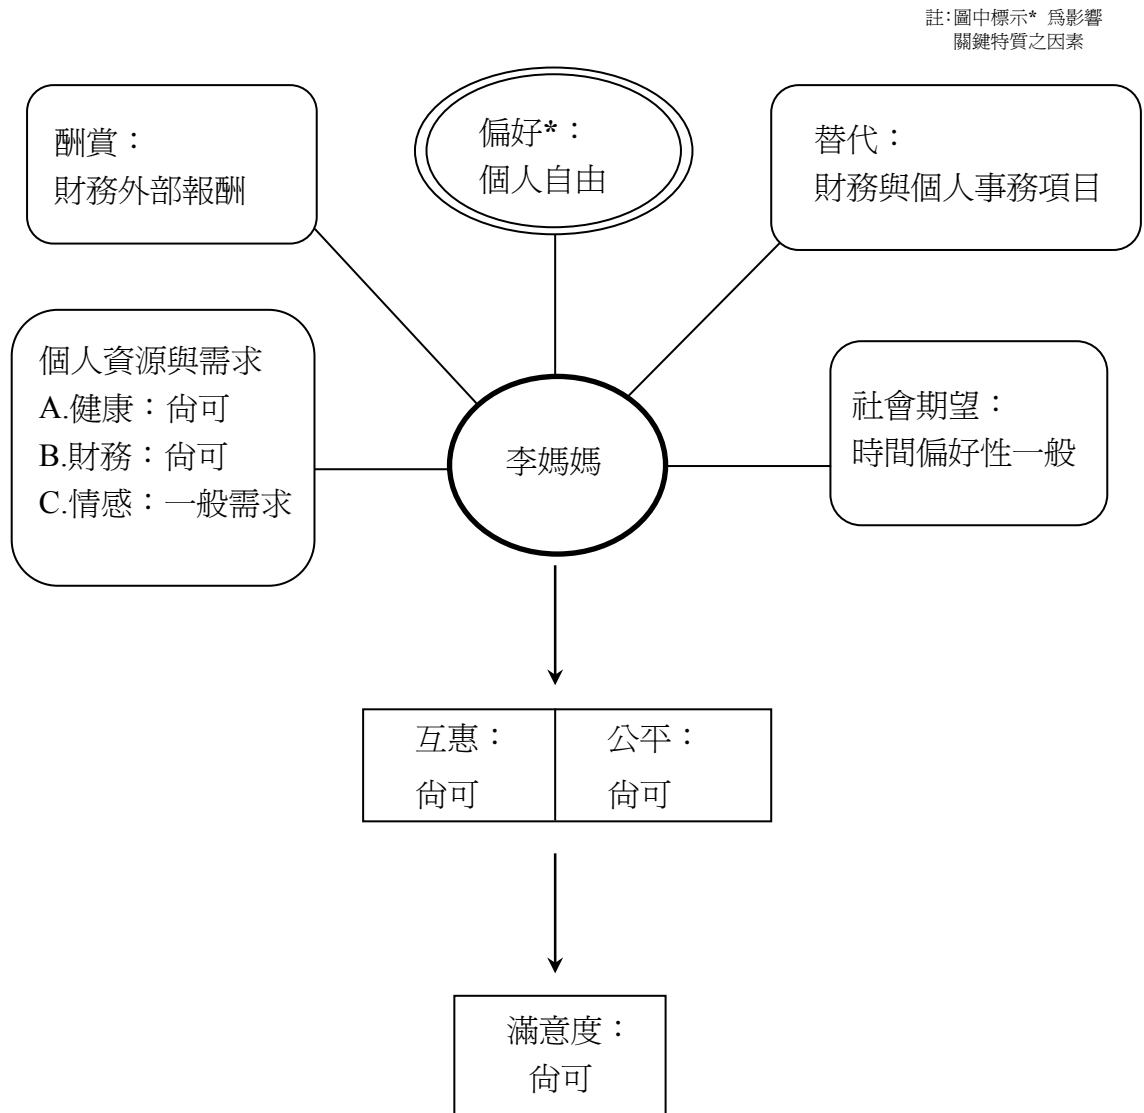 註:圖中標示* 為影響
關鍵特質之因素
酬賞：
財務外部報酬
偏好*：
個人自由
替代：
財務與個人事務項目
個人資源與需求
A.健康：尚可
B.財務：尚可
C.情感：一般需求
李媽媽
社會期望：
時間偏好性一般
互惠：
尚可
公平：
尚可
滿意度：
尚可